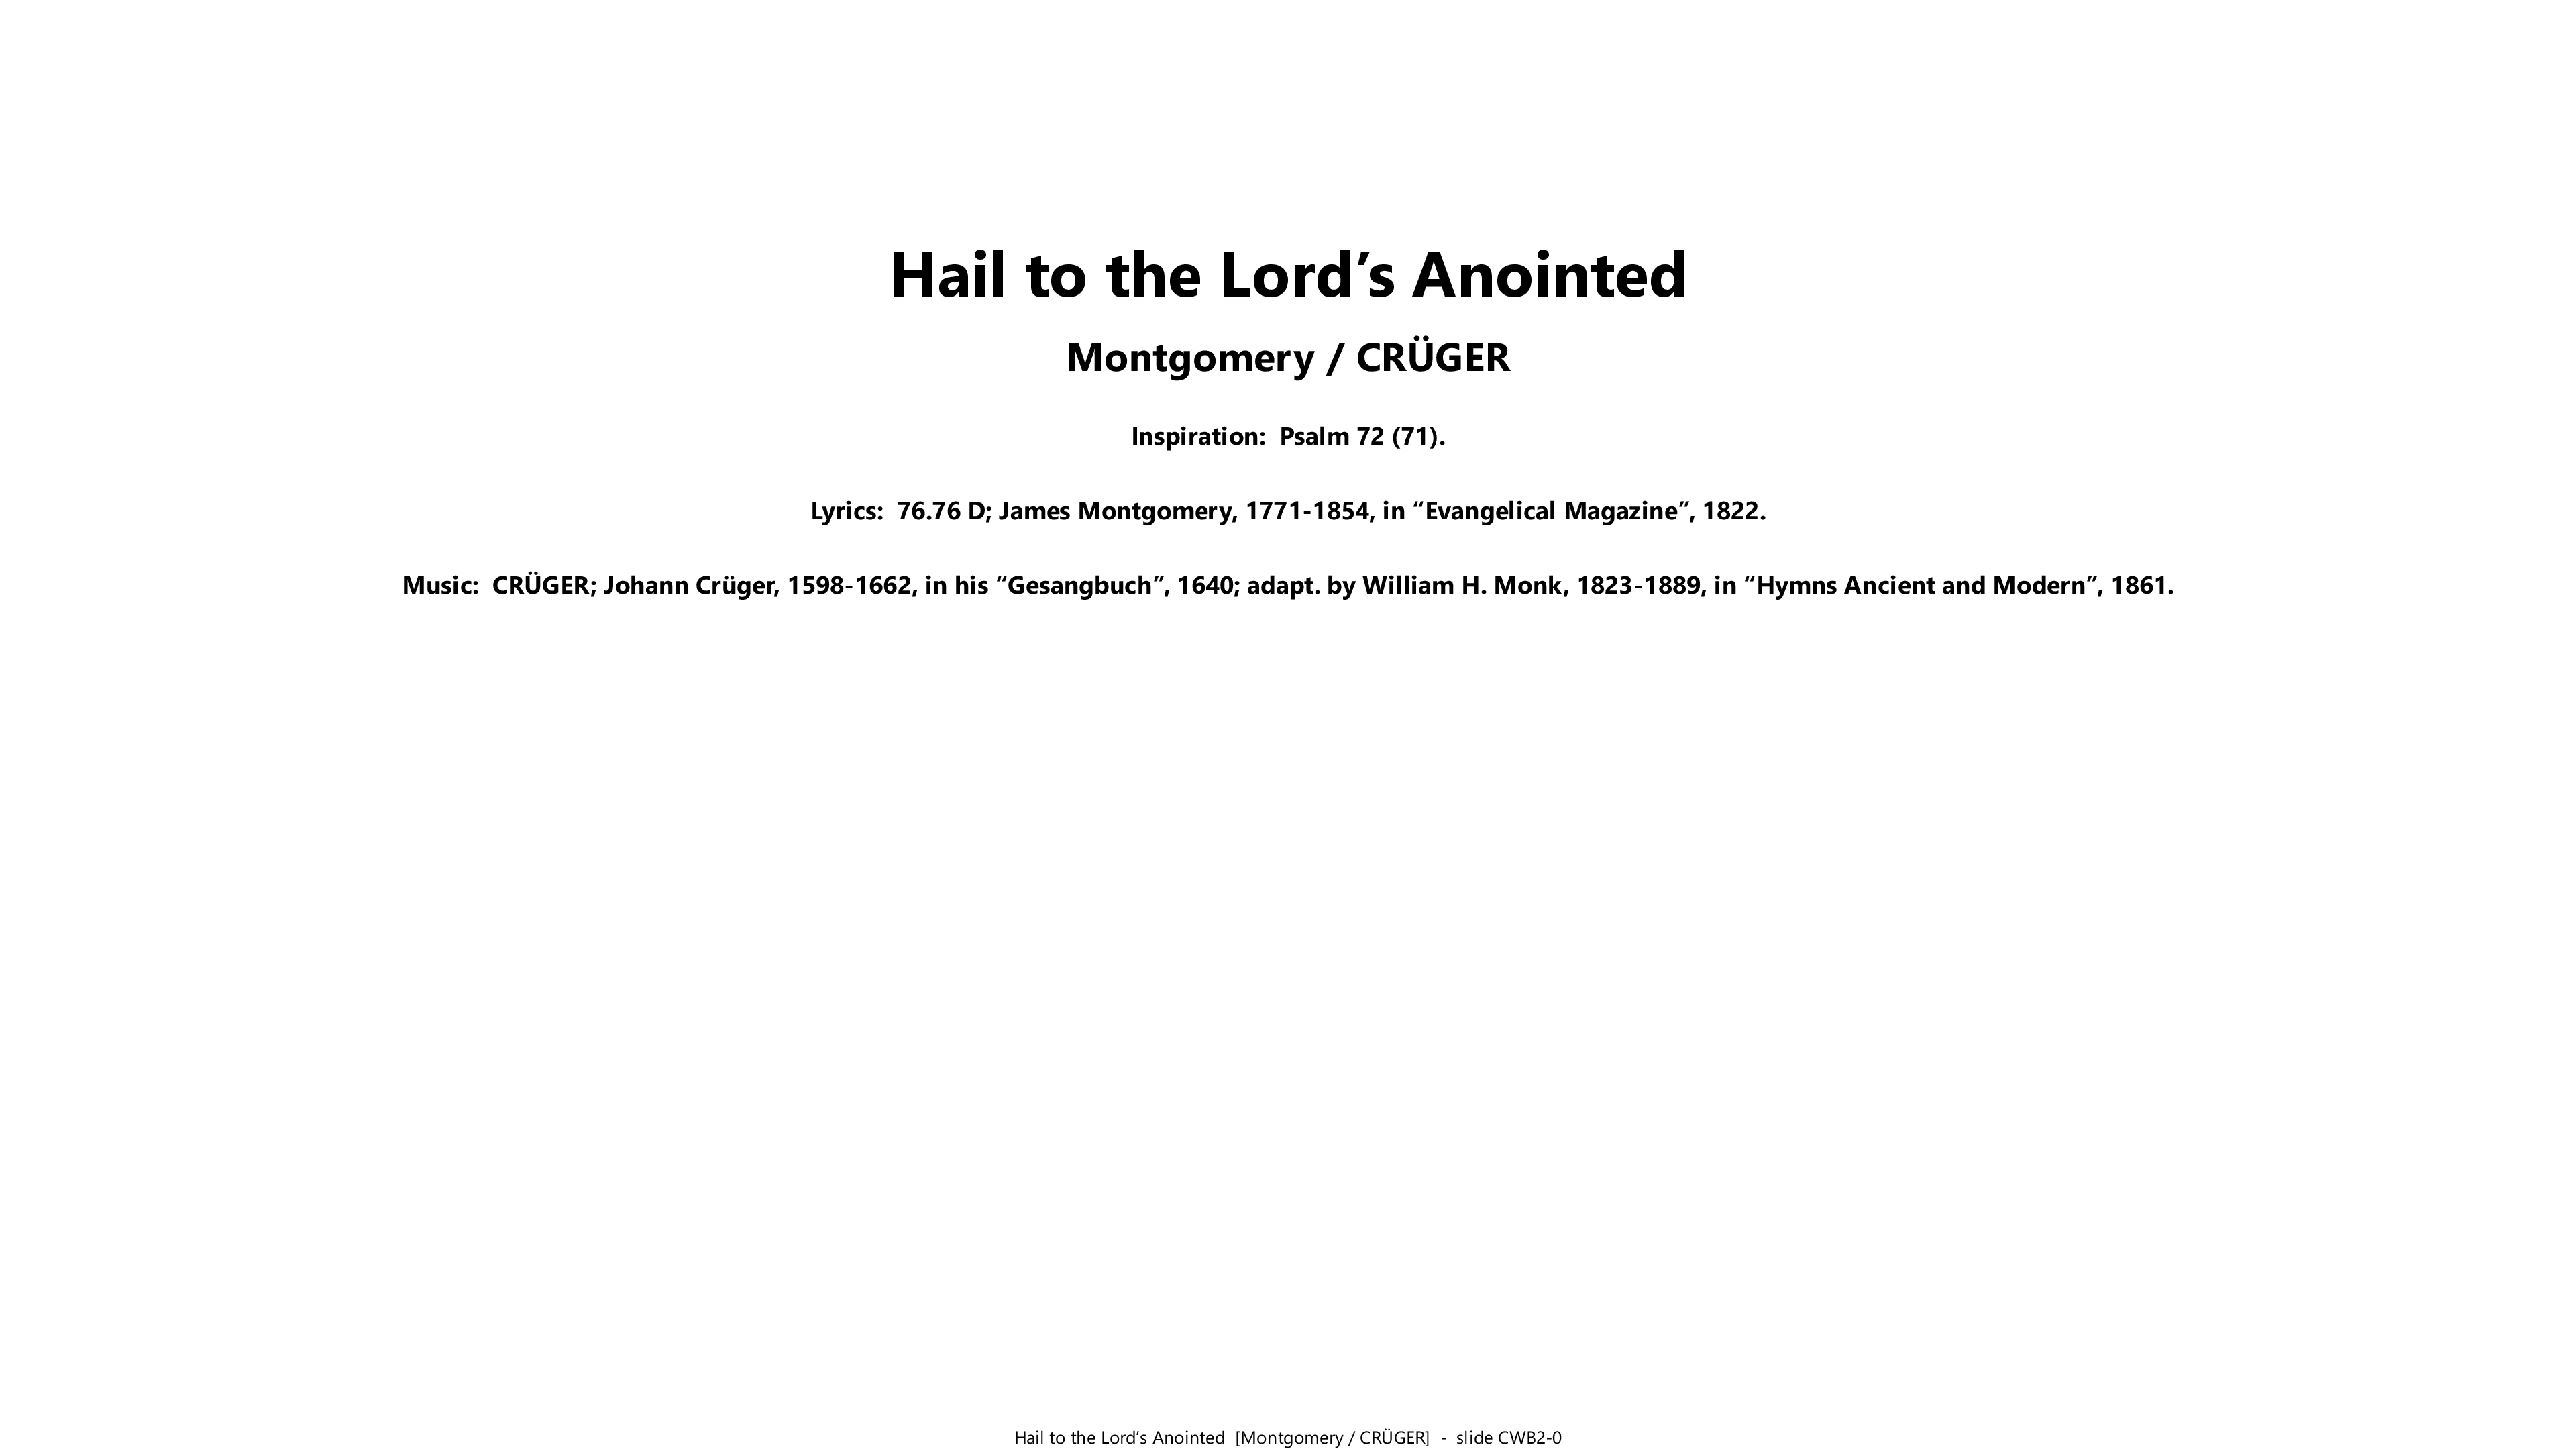 Hail to the Lord’s Anointed
Montgomery / CRÜGER
Inspiration:  Psalm 72 (71).
Lyrics:  76.76 D; James Montgomery, 1771-1854, in “Evangelical Magazine”, 1822.
Music:  CRÜGER; Johann Crüger, 1598-1662, in his “Gesangbuch”, 1640; adapt. by William H. Monk, 1823-1889, in “Hymns Ancient and Modern”, 1861.
Hail to the Lord’s Anointed  [Montgomery / CRÜGER]  -  slide CWB2-0